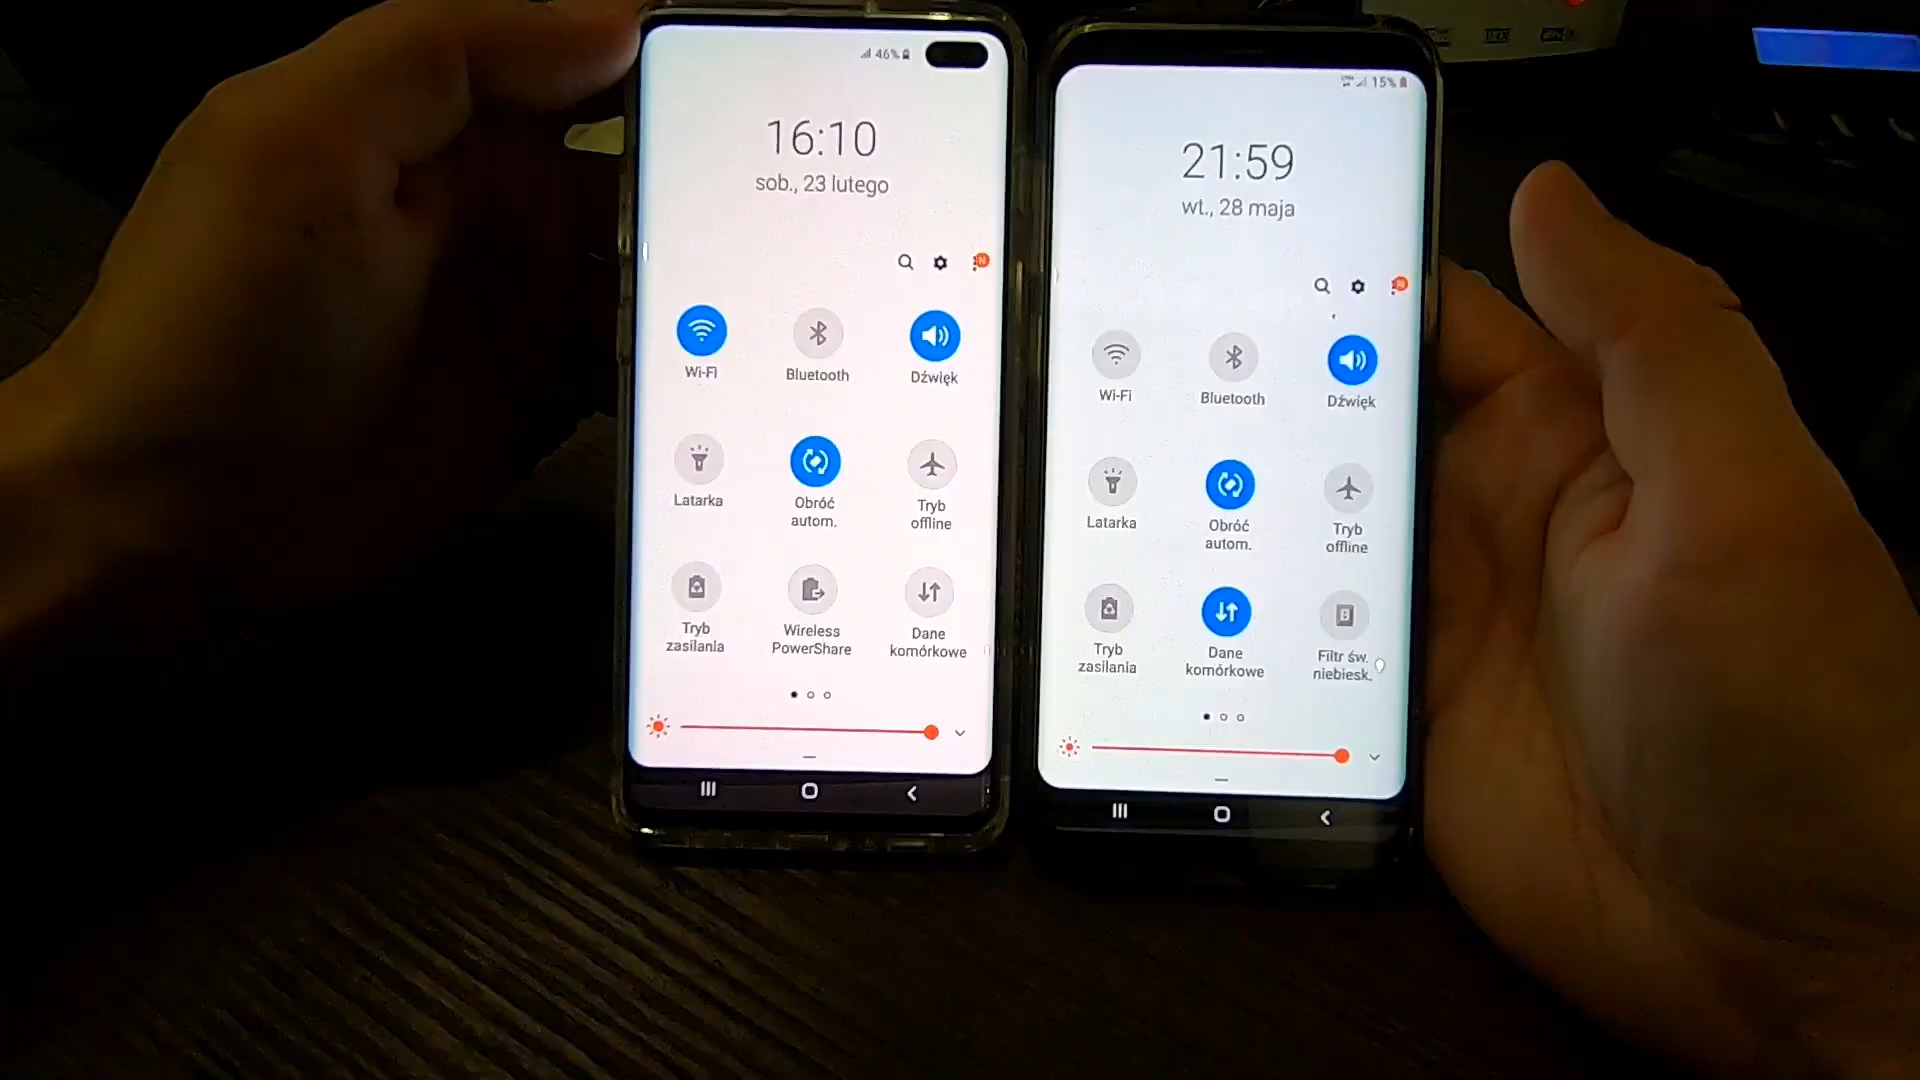 46%
16:10
sob., 23 lutego
N
Wi-Fi
Bluetooth
Dźwięk
Latarka
Obróć
autom.
Tryb
offline
Tryb
zasilania
Wireless
PowerShare
Dane
komórkowe
15%
21:59
wt., 28 maja
N
Wi-Fi
Bluetooth
Dźwięk
Latarka
Obróć
autom.
Tryb
offline
Tryb
zasilania
Dane
komórkowe
Filtr św.
niebiesk.